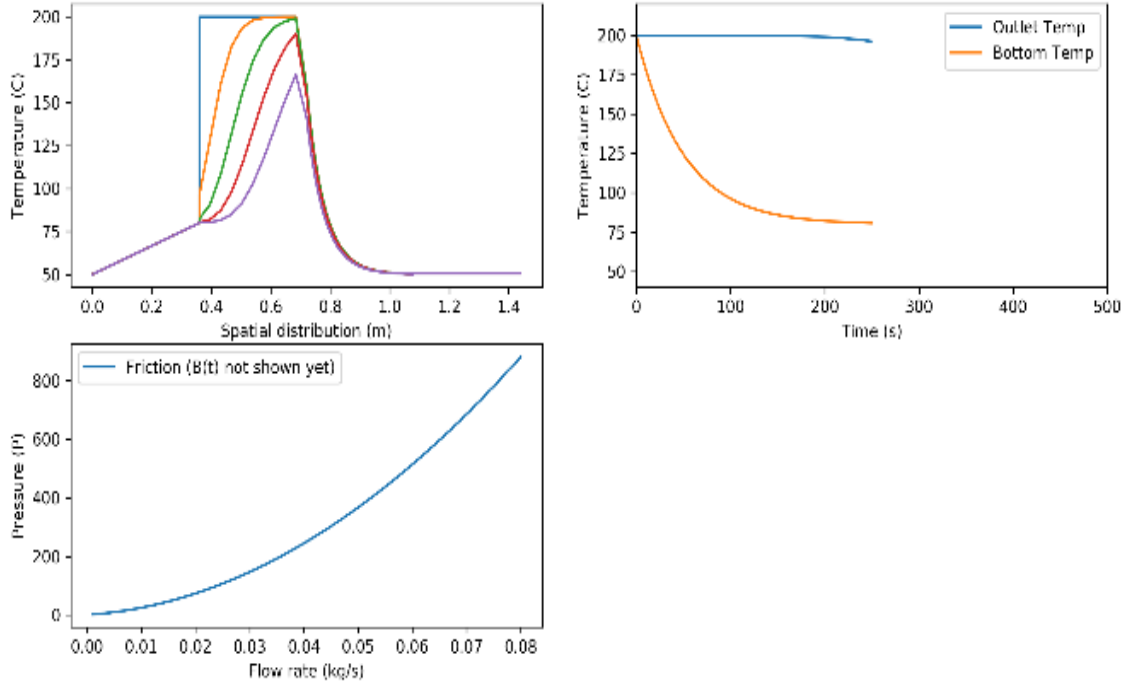 200
175
150
125
100
75
50
Temperature (C)
0.0 0.2 0.4 0.6 0.8 1.0 1.2 1.4
Spatial distribution (m)
200
175
150
125
100
75
50
Temperature (C)
Outlet Temp
Bottom Temp
0 100 200 300 400 500
Time (s)
800
600
400
200
0
Pressure (P)
Friction (B(t) not shown yet)
0.00 0.01 0.02 0.03 0.04 0.05 0.06 0.07 0.08
Flow rate (kg/s)